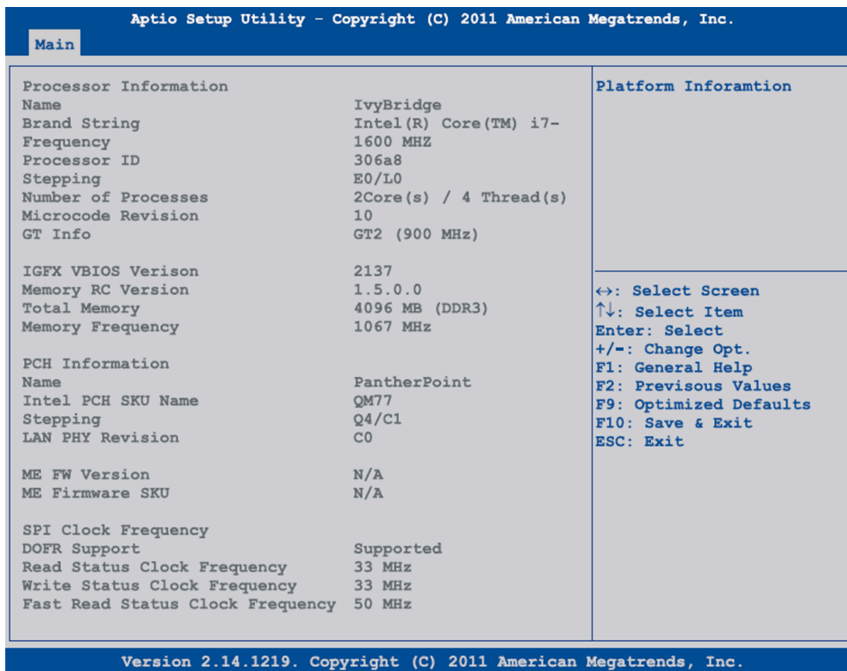 Aptio Setup Utility – Copyright (C) 2011 American Megatrends, Inc.
Main
Processor Information
Name IvyBridge
Brand String Intel(R) Core(TM) i7-
Frequency 1600 MHZ
Processor ID 306a8
Stepping E0/L0
Number of Processes 2Core(s) / 4 Thread(s)
Microcode Revision 10
GT Info GT2 (900 MHz)
IGFX VBIOS Verison 2137
Memory RC Version 1.5.0.0
Total Memory 4096 MB (DDR3)
Memory Frequency 1067 MHz
PCH Information
Name PantherPoint
Intel PCH SKU Name QM77
Stepping Q4/C1
LAN PHY Revision C0
ME FW Version N/A
ME Firmware SKU N/A
SPI Clock Frequency
DOFR Support Supported
Read Status Clock Frequency 33 MHz
Write Status Clock Frequency 33 MHz
Fast Read Status Clock Frequency 50 MHz
Platform Inforamtion
↔: Select Screen
↑↓: Select Item
Enter: Select
+/-: Change Opt.
F1: General Help
F2: Previsous Values
F9: Optimized Defaults
F10: Save & Exit
ESC: Exit
Version 2.14.1219. Copyright (C) 2011 American Megatrends, Inc.